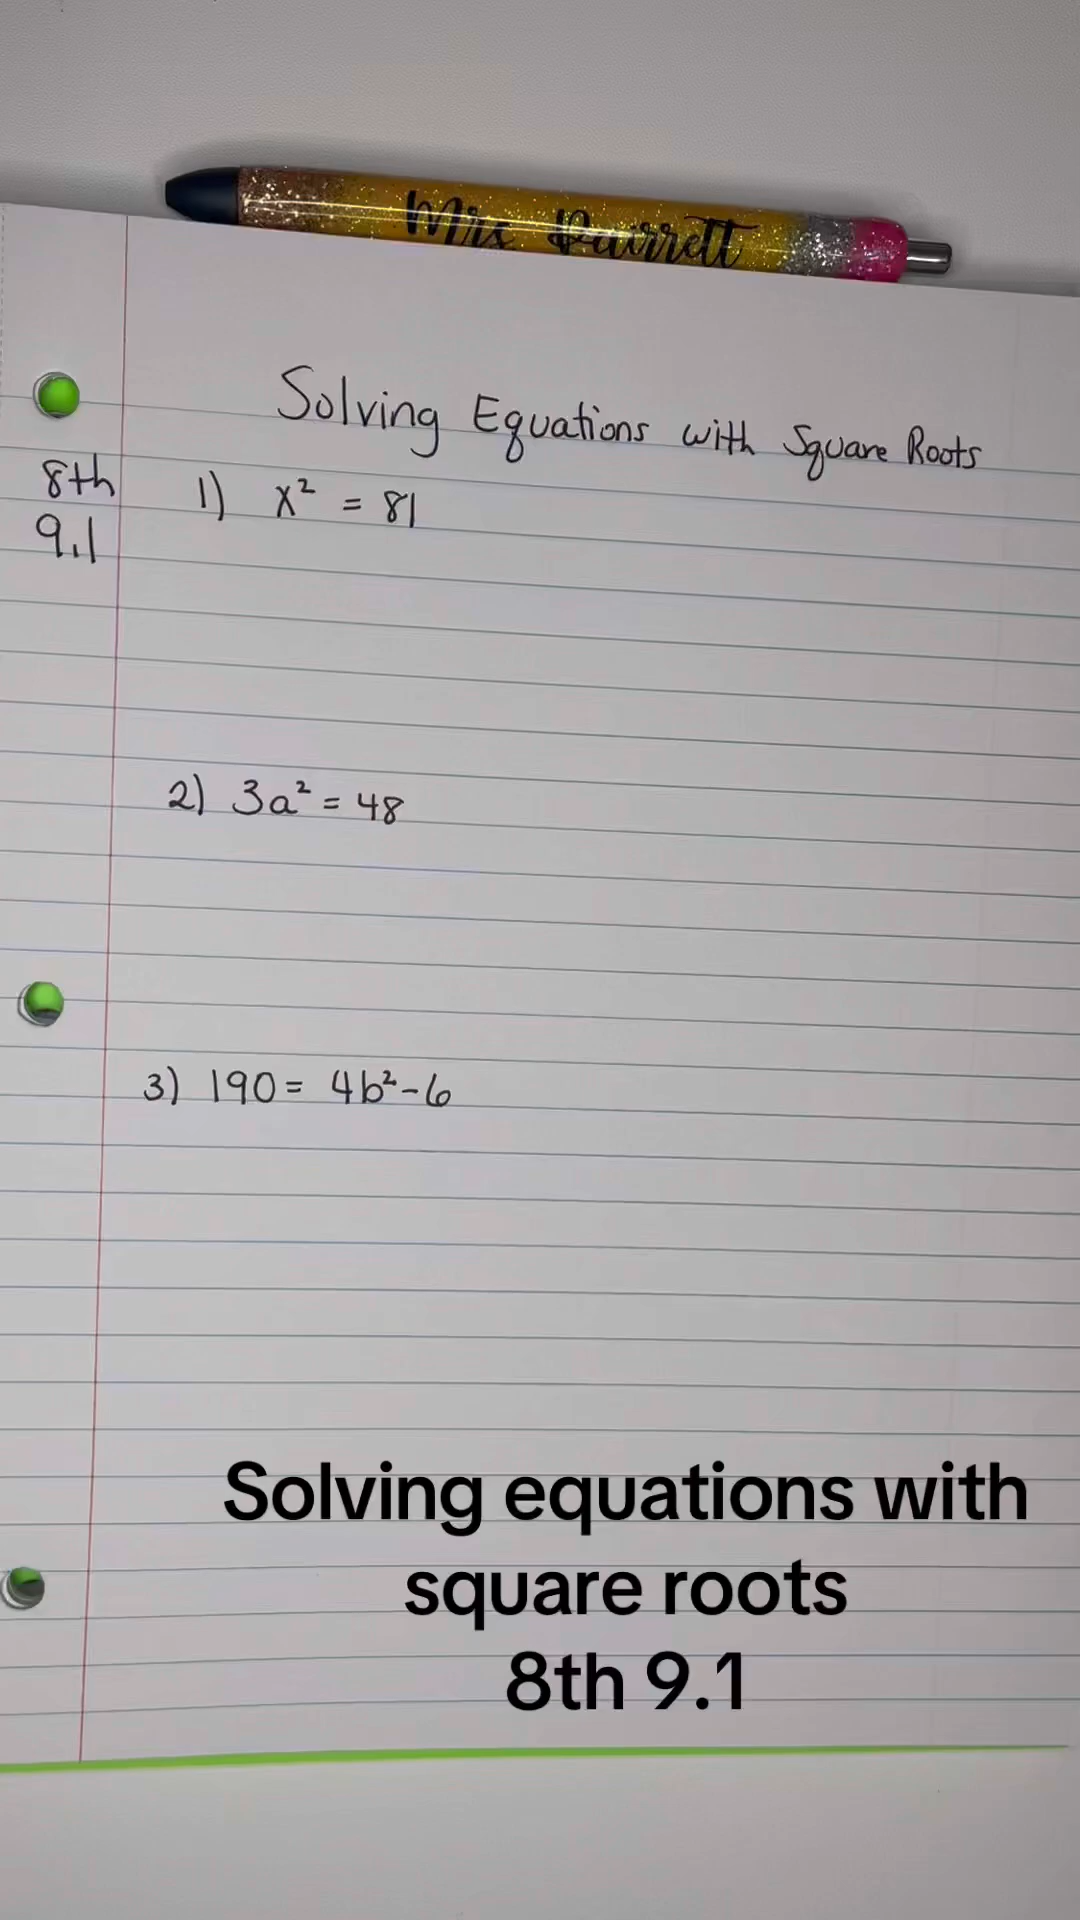 Mrs Pairrett
Solving Equations with Square Roots
8th
9.1
1) x² = 81
2) 3a² = 48
3) 190 = 4b² - 6
Solving equations with
square roots
8th 9.1